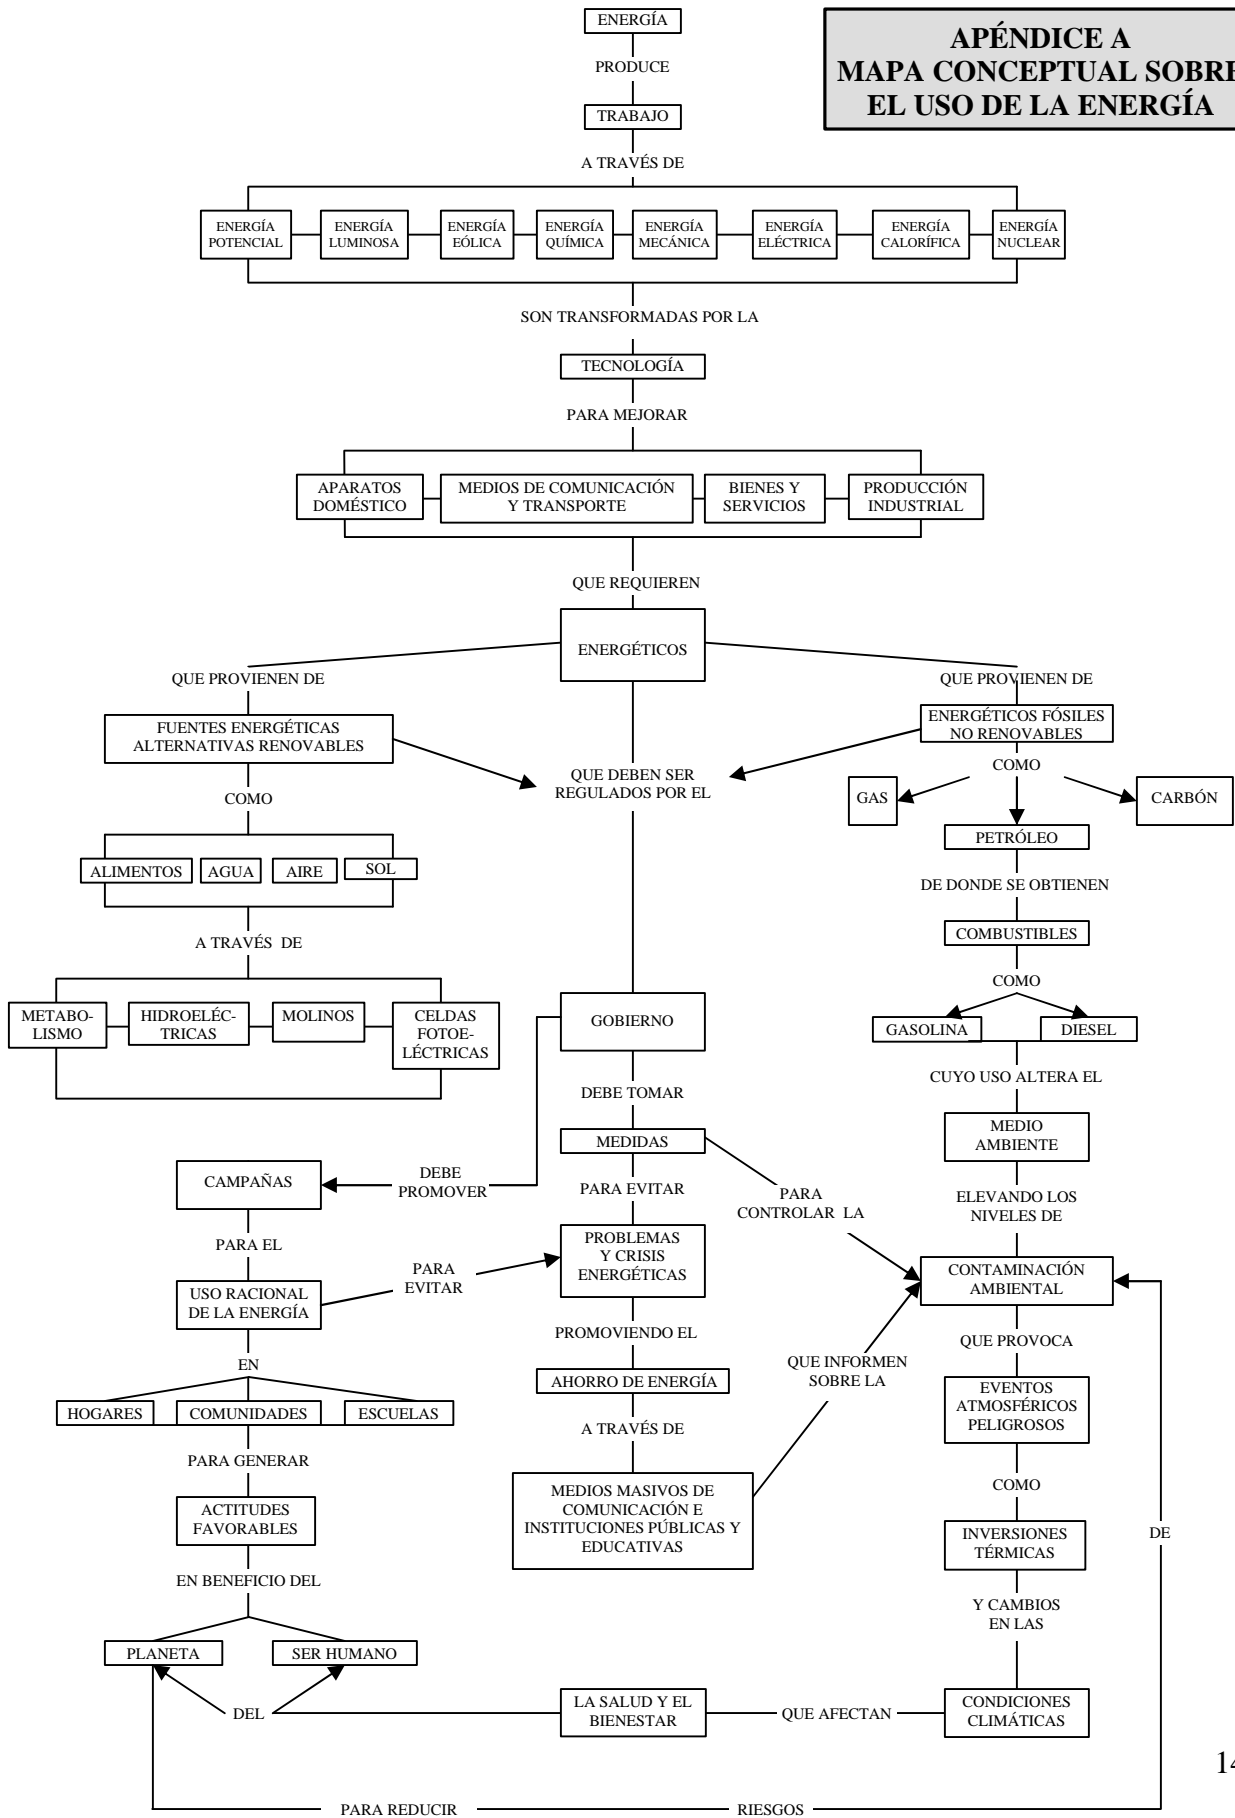 APÉNDICE A
MAPA CONCEPTUAL SOBRE
EL USO DE LA ENERGÍA
ENERGÍA
PRODUCE
TRABAJO
A TRAVÉS DE
ENERGÍA
POTENCIAL
ENERGÍA
LUMINOSA
ENERGÍA
EÓLICA
ENERGÍA
QUÍMICA
ENERGÍA
MECÁNICA
ENERGÍA
ELÉCTRICA
ENERGÍA
CALORÍFICA
ENERGÍA
NUCLEAR
SON TRANSFORMADAS POR LA
TECNOLOGÍA
PARA MEJORAR
APARATOS
DOMÉSTICO
MEDIOS DE COMUNICACIÓN
Y TRANSPORTE
BIENES Y
SERVICIOS
PRODUCCIÓN
INDUSTRIAL
QUE REQUIEREN
ENERGÉTICOS
QUE PROVIENEN DE
FUENTES ENERGÉTICAS
ALTERNATIVAS RENOVABLES
COMO
ALIMENTOS
AGUA
AIRE
SOL
A TRAVÉS  DE
METABO-
LISMO
HIDROELÉC-
TRICAS
MOLINOS
CELDAS
FOTOE-
LÉCTRICAS
QUE DEBEN SER
REGULADOS POR EL
GOBIERNO
DEBE TOMAR
MEDIDAS
PARA EVITAR
PROBLEMAS
Y CRISIS
ENERGÉTICAS
PROMOVIENDO EL
AHORRO DE ENERGÍA
A TRAVÉS DE
MEDIOS MASIVOS DE
COMUNICACIÓN E
INSTITUCIONES PÚBLICAS Y
EDUCATIVAS
QUE PROVIENEN DE
ENERGÉTICOS FÓSILES
NO RENOVABLES
COMO
GAS
PETRÓLEO
CARBÓN
DE DONDE SE OBTIENEN
COMBUSTIBLES
COMO
GASOLINA
DIESEL
CUYO USO ALTERA EL
MEDIO
AMBIENTE
ELEVANDO LOS
NIVELES DE
CONTAMINACIÓN
AMBIENTAL
QUE PROVOCA
EVENTOS
ATMOSFÉRICOS
PELIGROSOS
COMO
INVERSIONES
TÉRMICAS
Y CAMBIOS
EN LAS
CONDICIONES
CLIMÁTICAS
QUE AFECTAN
LA SALUD Y EL
BIENESTAR
DEL
DEBE
PROMOVER
CAMPAÑAS
PARA EL
USO RACIONAL
DE LA ENERGÍA
PARA
EVITAR
EN
HOGARES
COMUNIDADES
ESCUELAS
PARA GENERAR
ACTITUDES
FAVORABLES
EN BENEFICIO DEL
PLANETA
SER HUMANO
PARA
CONTROLAR  LA
QUE INFORMEN
SOBRE LA
DE
PARA REDUCIR
RIESGOS
14